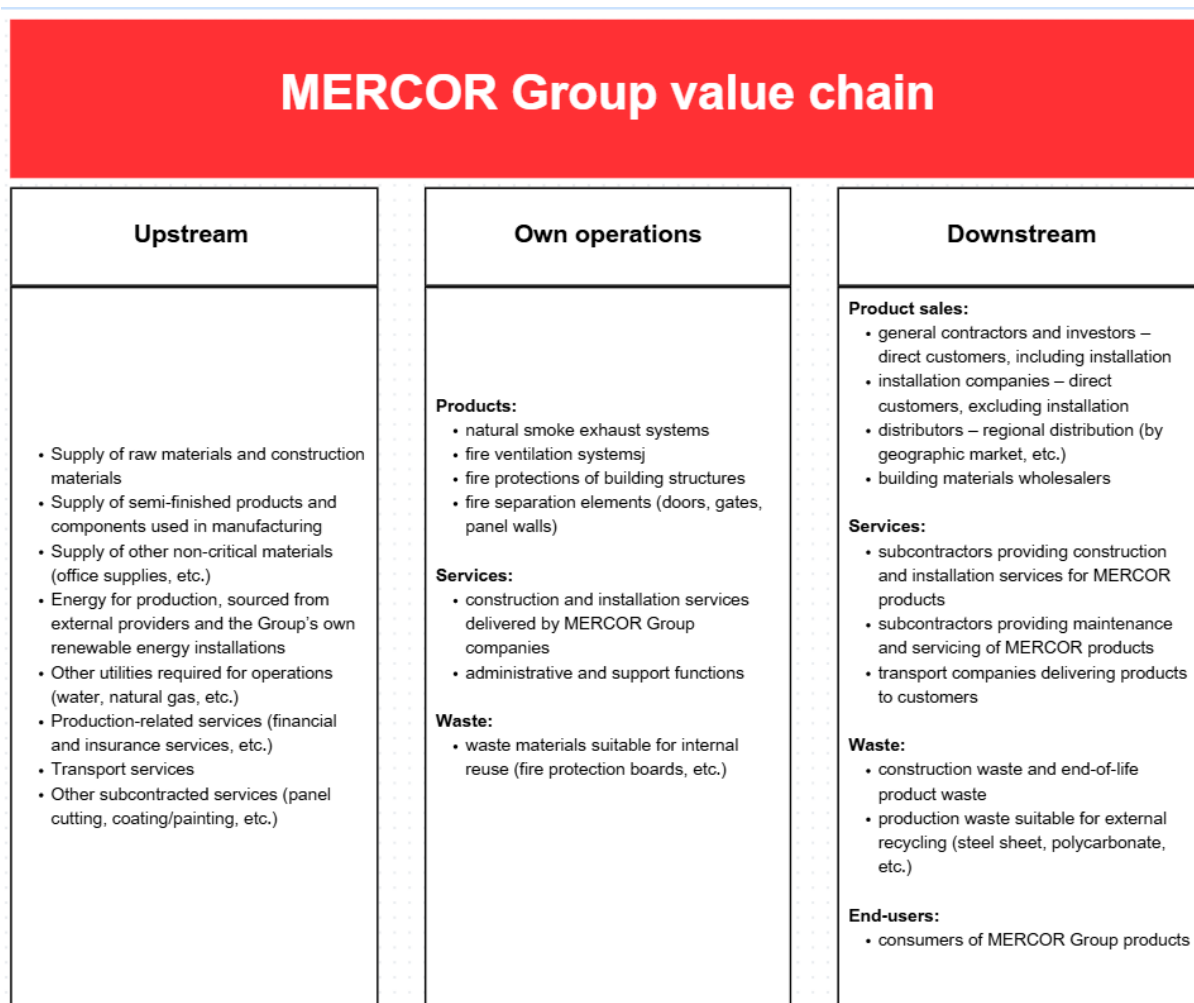 MERCOR Group value chain
Upstream
• Supply of raw materials and construction
materials
• Supply of semi-finished products and
components used in manufacturing
• Supply of other non-critical materials
(office supplies, etc.)
• Energy for production, sourced from
external providers and the Group's own
renewable energy installations
• Other utilities required for operations
(water, natural gas, etc.)
• Production-related services (financial
and insurance services, etc.)
• Transport services
• Other subcontracted services (panel
cutting, coating/painting, etc.)
Own operations
Products:
• natural smoke exhaust systems
• fire ventilation systemsj
• fire protections of building structures
• fire separation elements (doors, gates,
panel walls)
Services:
• construction and installation services
delivered by MERCOR Group
companies
• administrative and support functions
Waste:
• waste materials suitable for internal
reuse (fire protection boards, etc.)
Downstream
Product sales:
• general contractors and investors –
direct customers, including installation
• installation companies – direct
customers, excluding installation
• distributors – regional distribution (by
geographic market, etc.)
• building materials wholesalers
Services:
• subcontractors providing construction
and installation services for MERCOR
products
• subcontractors providing maintenance
and servicing of MERCOR products
• transport companies delivering products
to customers
Waste:
• construction waste and end-of-life
product waste
• production waste suitable for external
recycling (steel sheet, polycarbonate,
etc.)
End-users:
• consumers of MERCOR Group products